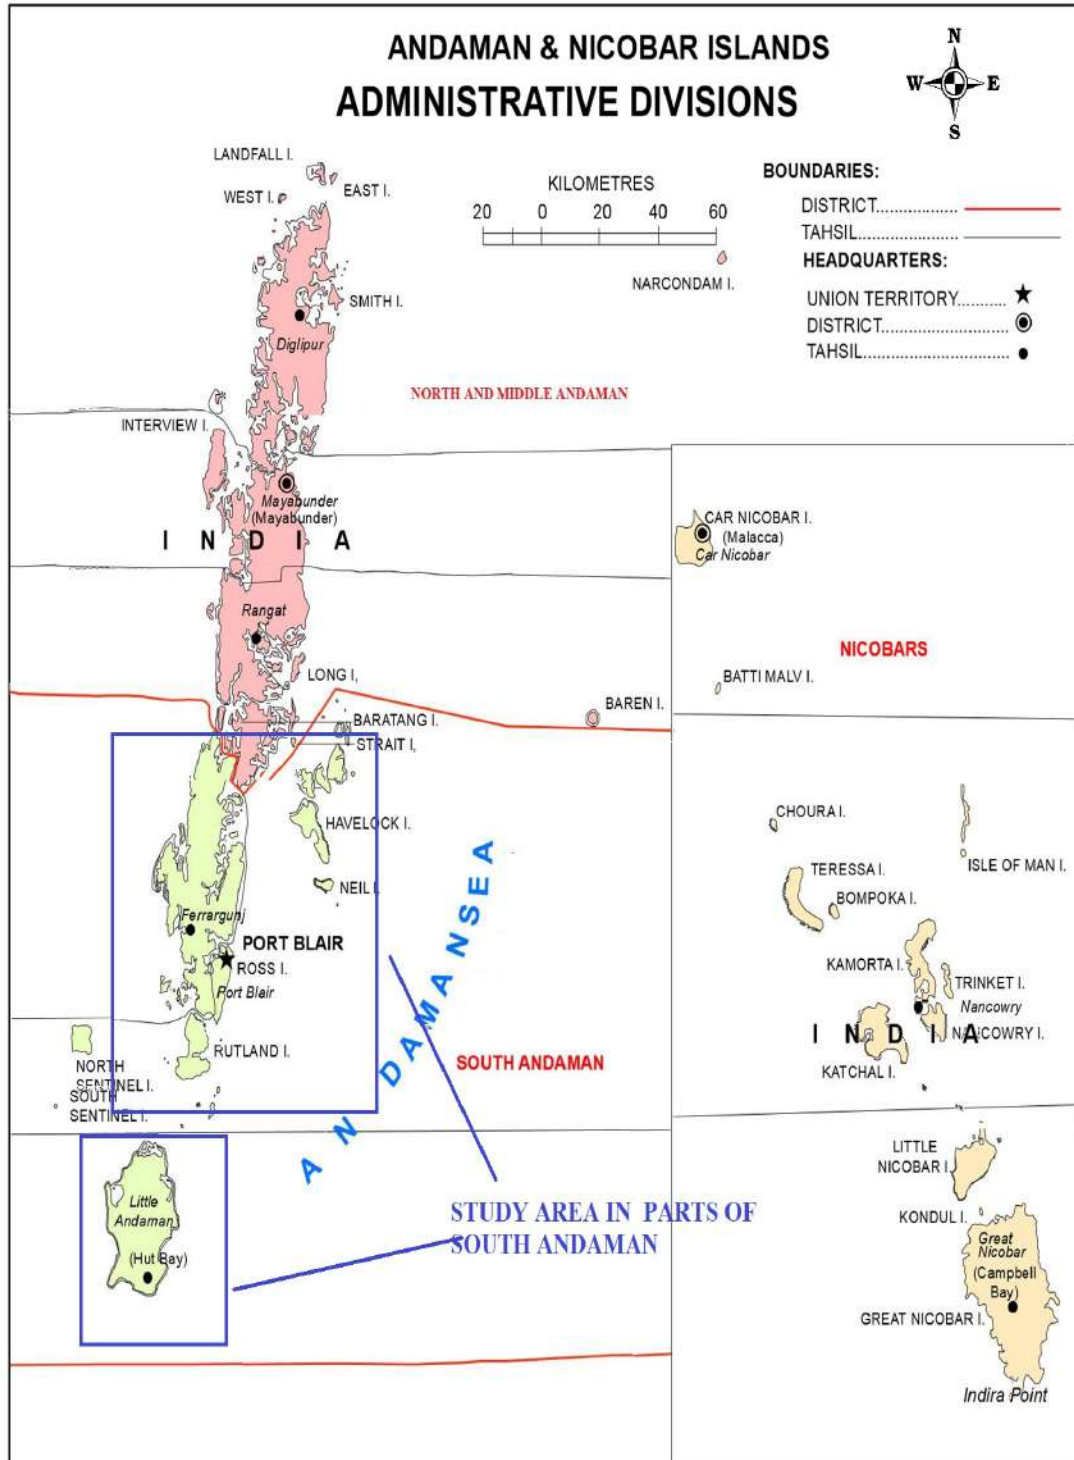 ANDAMAN & NICOBAR ISLANDS
ADMINISTRATIVE DIVISIONS
N
W E
S
BOUNDARIES:
DISTRICT..................
TAHSIL.....................
HEADQUARTERS:
UNION TERRITORY..........
DISTRICT...........................
TAHSIL................................
KILOMETRES
20 0 20 40 60
LANDFALL I.
WEST I.
EAST I.
NARCONDAM I.
SMITH I.
Diglipur
NORTH AND MIDDLE ANDAMAN
INTERVIEW I.
Mayabunder
(Mayabunder)
I N D I A
CAR NICOBAR I.
(Malacca)
Car Nicobar
Rangat
NICOBARS
LONG I,
BATTI MALV I.
BAREN I.
BARATANG I.
STRAIT I,
HAVELOCK I.
CHOURA I.
ISLE OF MAN I.
TERESSA I.
BOMPOKA I.
NEIL I.
Ferrargunj
PORT BLAIR
ROSS I.
Port Blair
KAMORTA I.
TRINKET I.
Nancowry
NANCOWRY I.
I N D I A
KATCHAL I.
RUTLAND I.
NORTH
SENTINEL I.
SOUTH
SENTINEL I.
SOUTH ANDAMAN
A N DAMANSEA
LITTLE
NICOBAR I.
KONDUL I.
Little
Andaman
(Hut Bay)
STUDY AREA IN PARTS OF
SOUTH ANDAMAN
Great
Nicobar
(Campbell
Bay)
GREAT NICOBAR I.
Indira Point